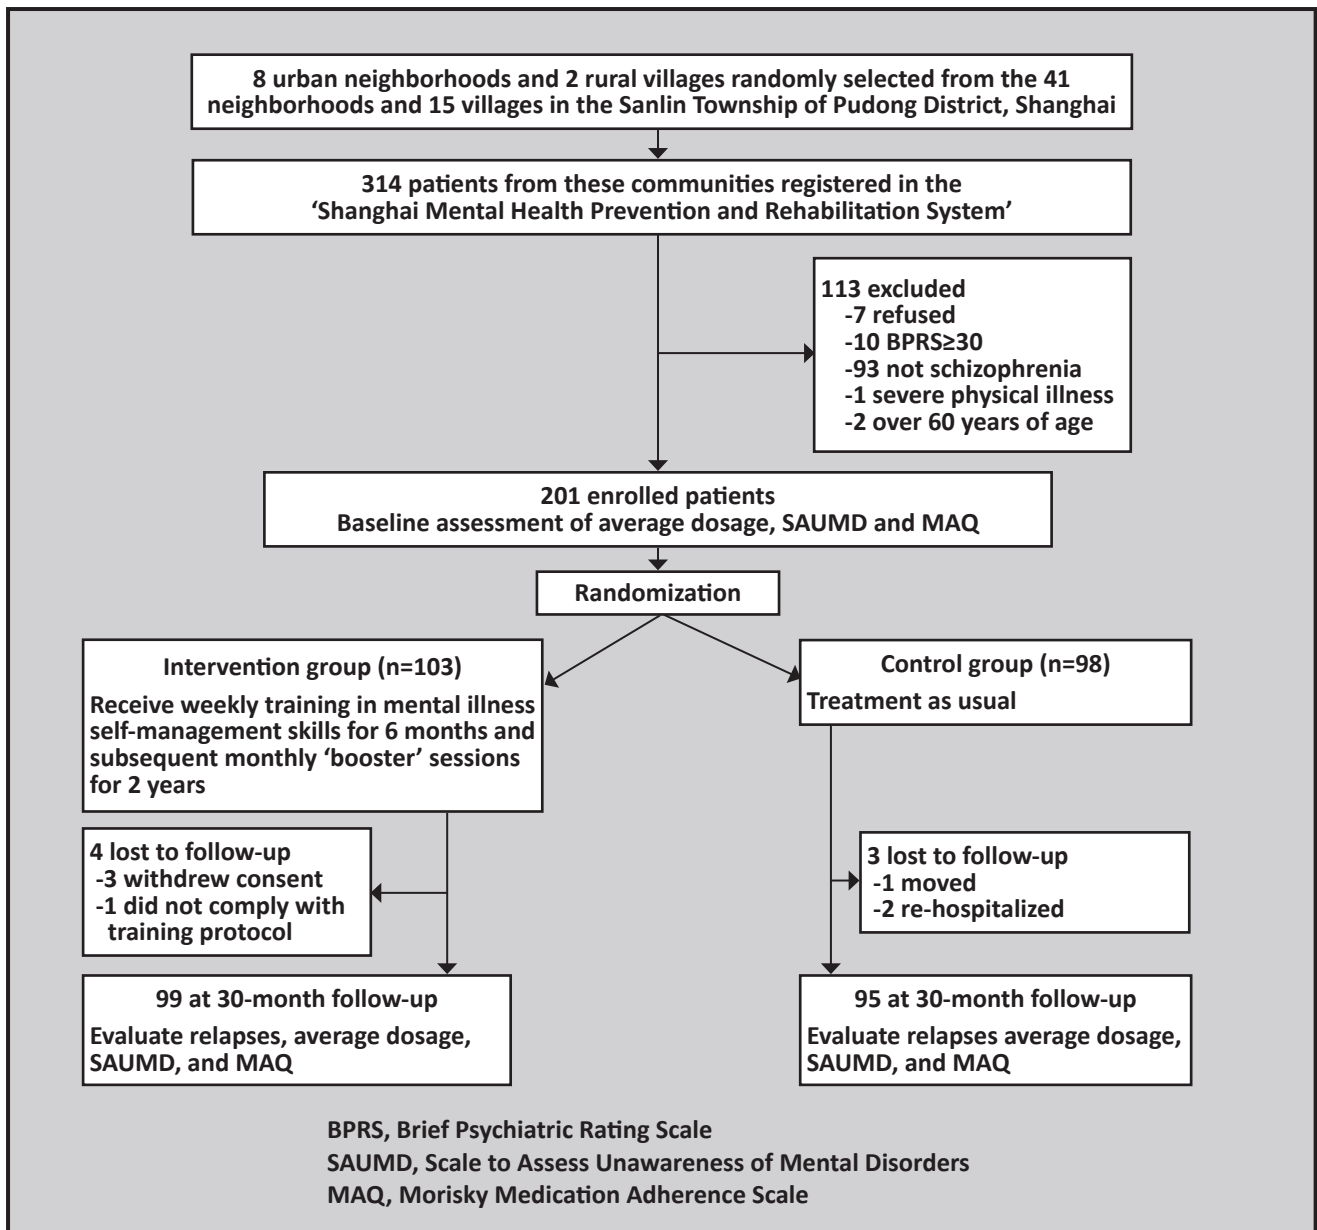 8 urban neighborhoods and 2 rural villages randomly selected from the 41
neighborhoods and 15 villages in the Sanlin Township of Pudong District, Shanghai
314 patients from these communities registered in the
‘Shanghai Mental Health Prevention and Rehabilitation System’
113 excluded
-7 refused
-10 BPRS≥30
-93 not schizophrenia
-1 severe physical illness
-2 over 60 years of age
201 enrolled patients
Baseline assessment of average dosage, SAUMD and MAQ
Randomization
Intervention group (n=103)
Receive weekly training in mental illness
self-management skills for 6 months and
subsequent monthly ‘booster’ sessions
for 2 years
Control group (n=98)
Treatment as usual
4 lost to follow-up
-3 withdrew consent
-1 did not comply with
training protocol
3 lost to follow-up
-1 moved
-2 re-hospitalized
99 at 30-month follow-up
Evaluate relapses, average dosage,
SAUMD, and MAQ
95 at 30-month follow-up
Evaluate relapses average dosage,
SAUMD, and MAQ
BPRS, Brief Psychiatric Rating Scale
SAUMD, Scale to Assess Unawareness of Mental Disorders
MAQ, Morisky Medication Adherence Scale